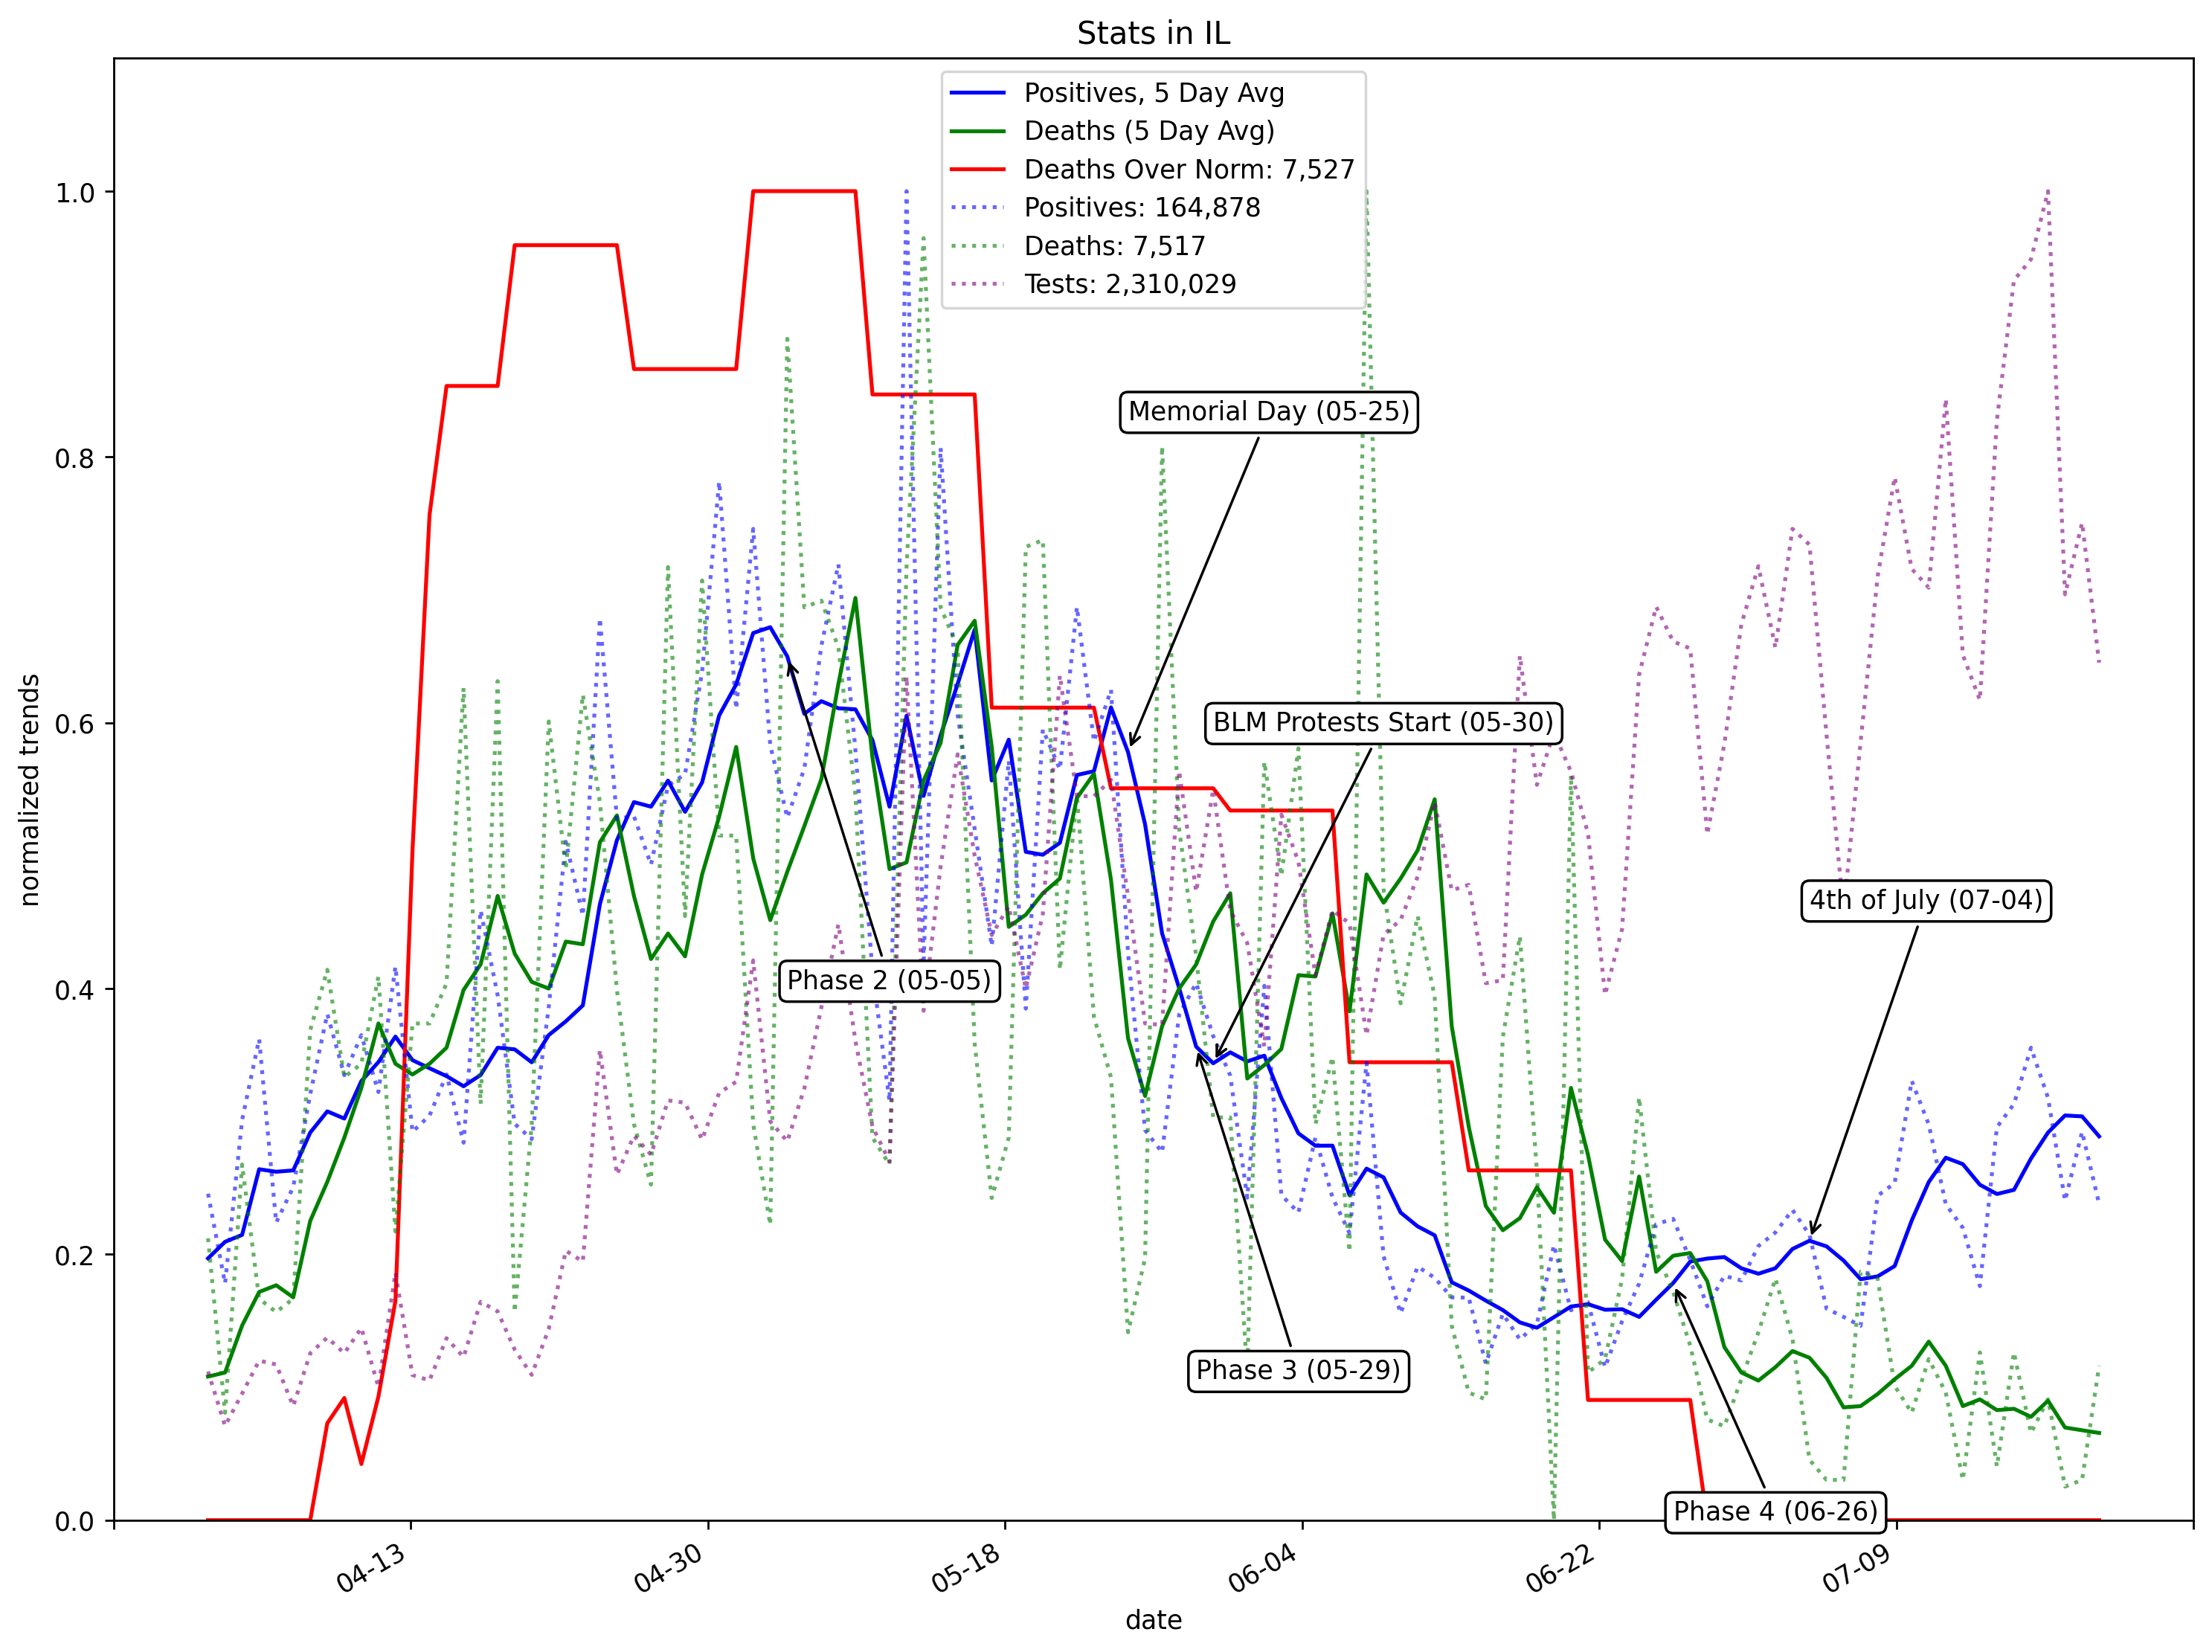 Stats in IL
Positives, 5 Day Avg
Deaths (5 Day Avg)
Deaths Over Norm: 7,527
Positives: 164,878
Deaths: 7,517
Tests: 2,310,029
1.0
0.8
0.6
0.4
0.2
0.0
normalized trends
Memorial Day (05-25)
BLM Protests Start (05-30)
4th of July (07-04)
Phase 2 (05-05)
Phase 3 (05-29)
Phase 4 (06-26)
04-13
04-30
05-18
06-04
06-22
07-09
date